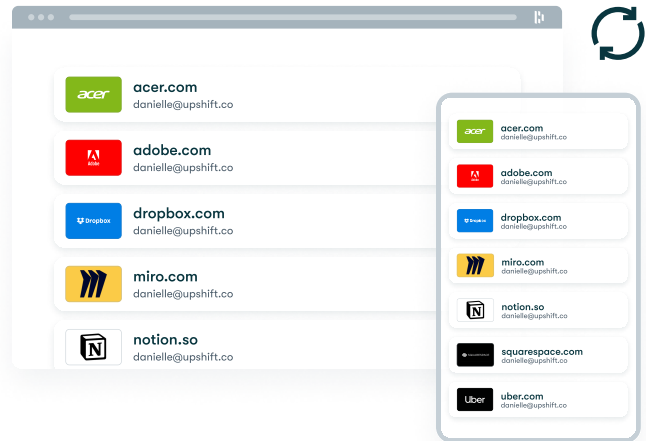 acer
acer.com
danielle@upshift.co
Adobe
adobe.com
danielle@upshift.co
Dropbox
dropbox.com
danielle@upshift.co
miro.com
danielle@upshift.co
N
notion.so
danielle@upshift.co
acer
acer.com
danielle@upshift.co
Adobe
adobe.com
danielle@upshift.co
Dropbox
dropbox.com
danielle@upshift.co
miro.com
danielle@upshift.co
N
notion.so
danielle@upshift.co
squarespace.com
danielle@upshift.co
Uber
uber.com
danielle@upshift.co